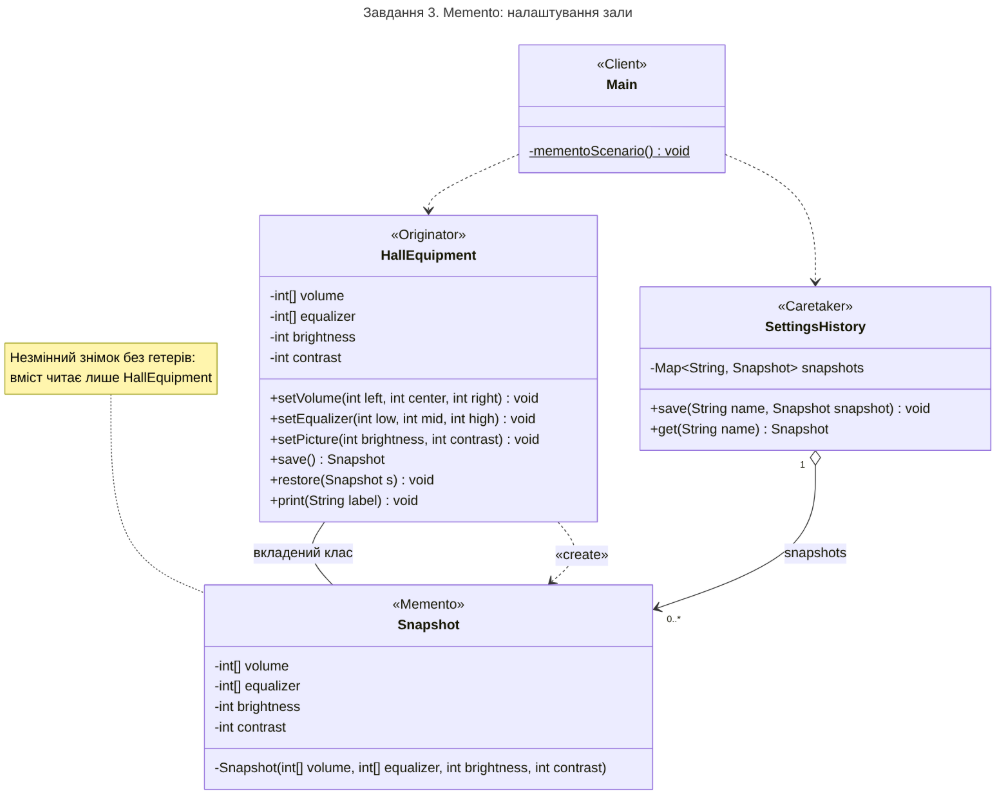 Завдання 3. Memento: налаштування зали
«Client»
Main
-mementoScenario() : void
«Originator»
HallEquipment
-int[] volume
-int[] equalizer
-int brightness
-int contrast
+setVolume(int left, int center, int right) : void
+setEqualizer(int low, int mid, int high) : void
+setPicture(int brightness, int contrast) : void
+save() : Snapshot
+restore(Snapshot s) : void
+print(String label) : void
«Caretaker»
SettingsHistory
-Map<String, Snapshot> snapshots
+save(String name, Snapshot snapshot) : void
+get(String name) : Snapshot
Незмінний знімок без гетерів:
вміст читає лише HallEquipment
1
вкладений клас
«create»
snapshots
0..*
«Memento»
Snapshot
-int[] volume
-int[] equalizer
-int brightness
-int contrast
-Snapshot(int[] volume, int[] equalizer, int brightness, int contrast)